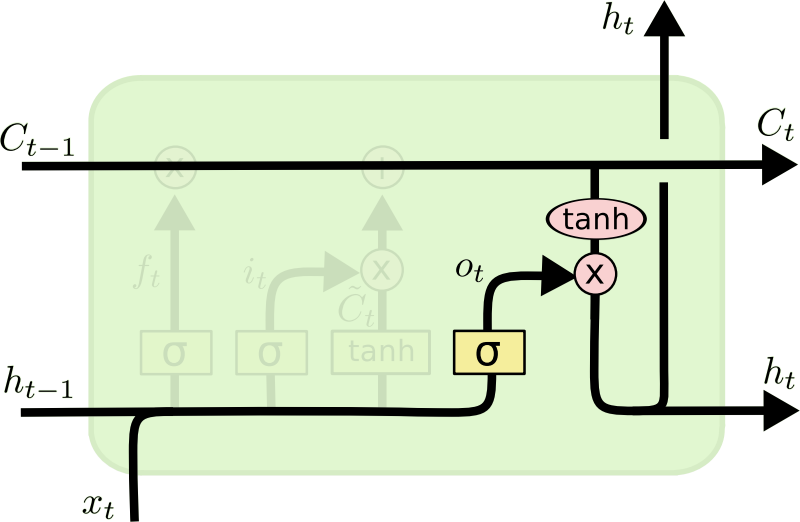 h_t
C_{t-1}
C_t
x
+
tanh
f_t
i_t
x
o_t
x
C̃_t
σ
σ
tanh
σ
h_{t-1}
h_t
x_t